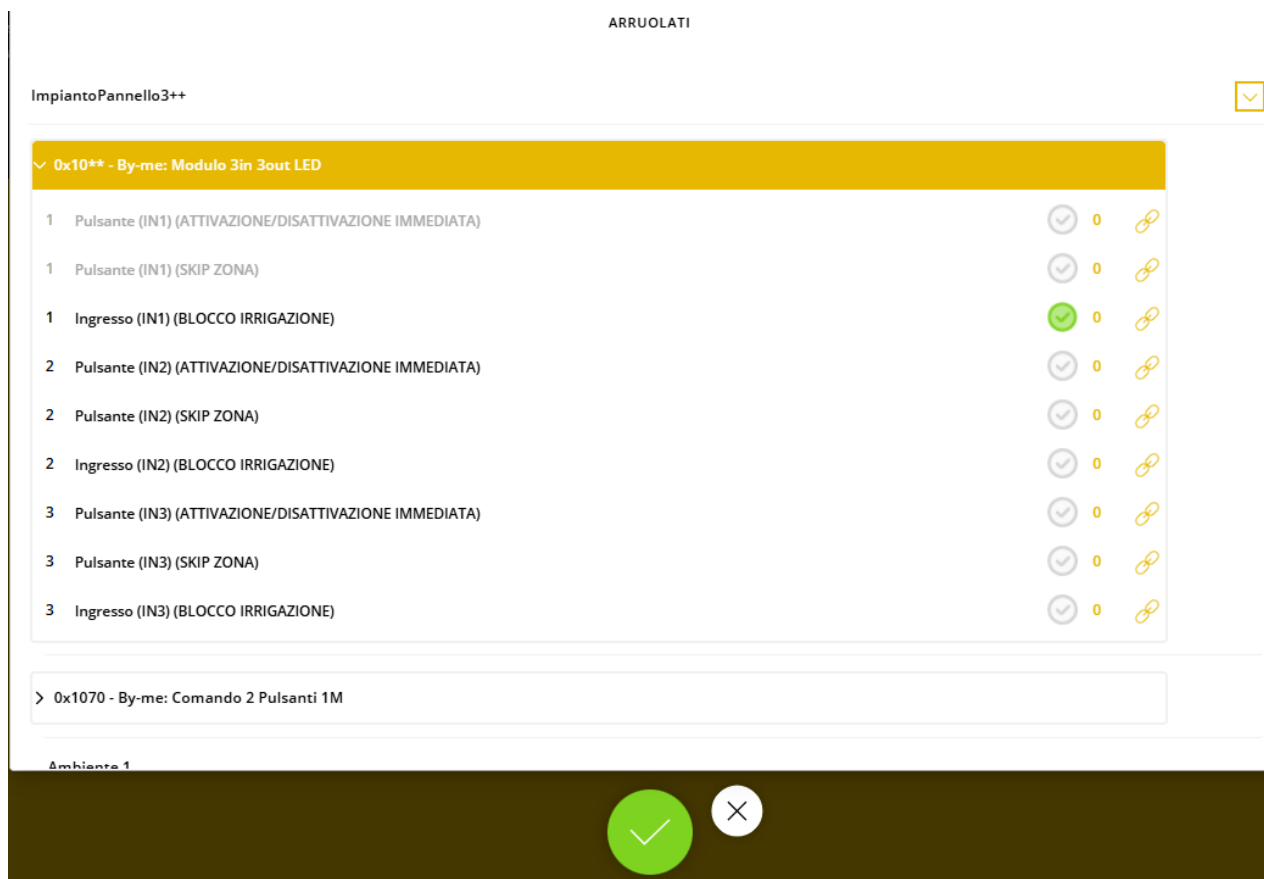 ARRUOLATI
ImpiantoPannello3++
0x10** - By-me: Modulo 3in 3out LED
1 Pulsante (IN1) (ATTIVAZIONE/DISATTIVAZIONE IMMEDIATA) 0
1 Pulsante (IN1) (SKIP ZONA) 0
1 Ingresso (IN1) (BLOCCO IRRIGAZIONE) 0
2 Pulsante (IN2) (ATTIVAZIONE/DISATTIVAZIONE IMMEDIATA) 0
2 Pulsante (IN2) (SKIP ZONA) 0
2 Ingresso (IN2) (BLOCCO IRRIGAZIONE) 0
3 Pulsante (IN3) (ATTIVAZIONE/DISATTIVAZIONE IMMEDIATA) 0
3 Pulsante (IN3) (SKIP ZONA) 0
3 Ingresso (IN3) (BLOCCO IRRIGAZIONE) 0
0x1070 - By-me: Comando 2 Pulsanti 1M
Ambiente 1